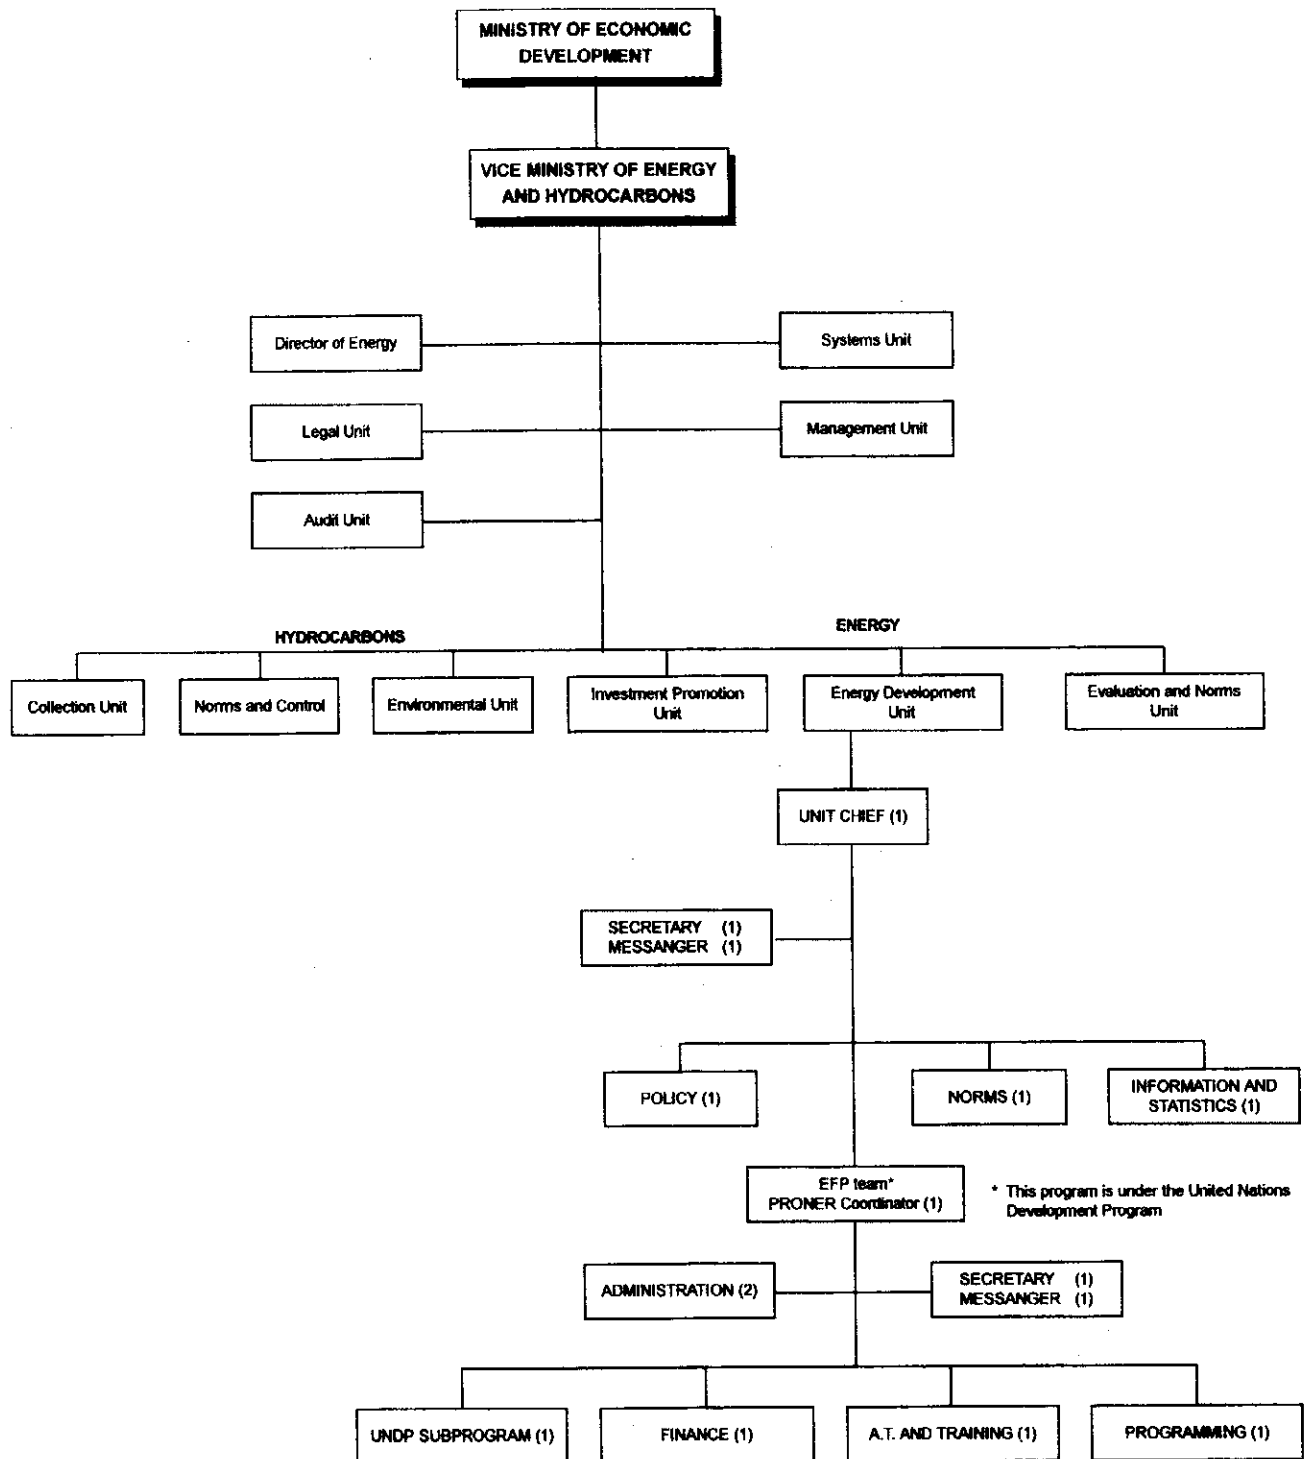 MINISTRY OF ECONOMIC
DEVELOPMENT
VICE MINISTRY OF ENERGY
AND HYDROCARBONS
Director of Energy
Systems Unit
Legal Unit
Management Unit
Audit Unit
HYDROCARBONS
ENERGY
Collection Unit
Norms and Control
Environmental Unit
Investment Promotion
Unit
Energy Development
Unit
Evaluation and Norms
Unit
UNIT CHIEF (1)
SECRETARY (1)
MESSANGER (1)
POLICY (1)
NORMS (1)
INFORMATION AND
STATISTICS (1)
EFP team*
PRONER Coordinator (1)
* This program is under the United Nations
Development Program
ADMINISTRATION (2)
SECRETARY (1)
MESSANGER (1)
UNDP SUBPROGRAM (1)
FINANCE (1)
A.T. AND TRAINING (1)
PROGRAMMING (1)